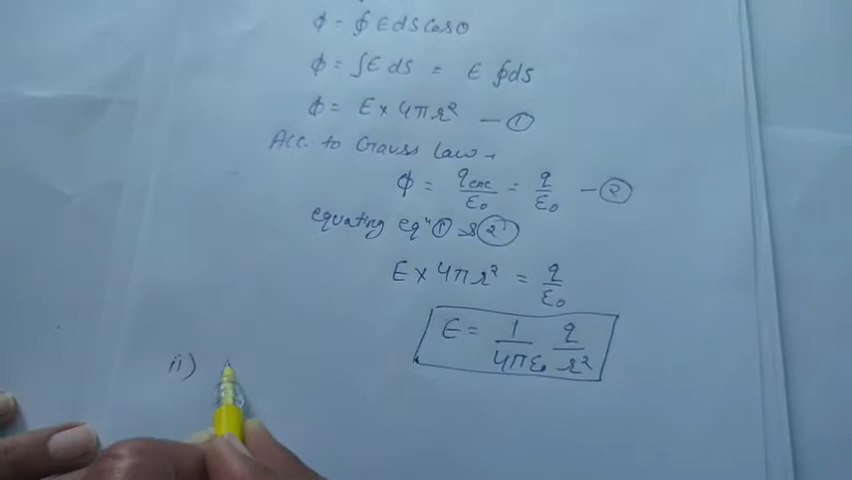 ϕ = ∮ E ds cosθ
ϕ = ∫E ds = E ∮ds
ϕ = E × 4πr² — ①
Acc. to Gauss law →
ϕ = qenc/ε₀ = q/ε₀ — ②
equating eqⁿ ① & ②
E × 4πr² = q/ε₀
E = 1/4πε₀ q/r²
ii)